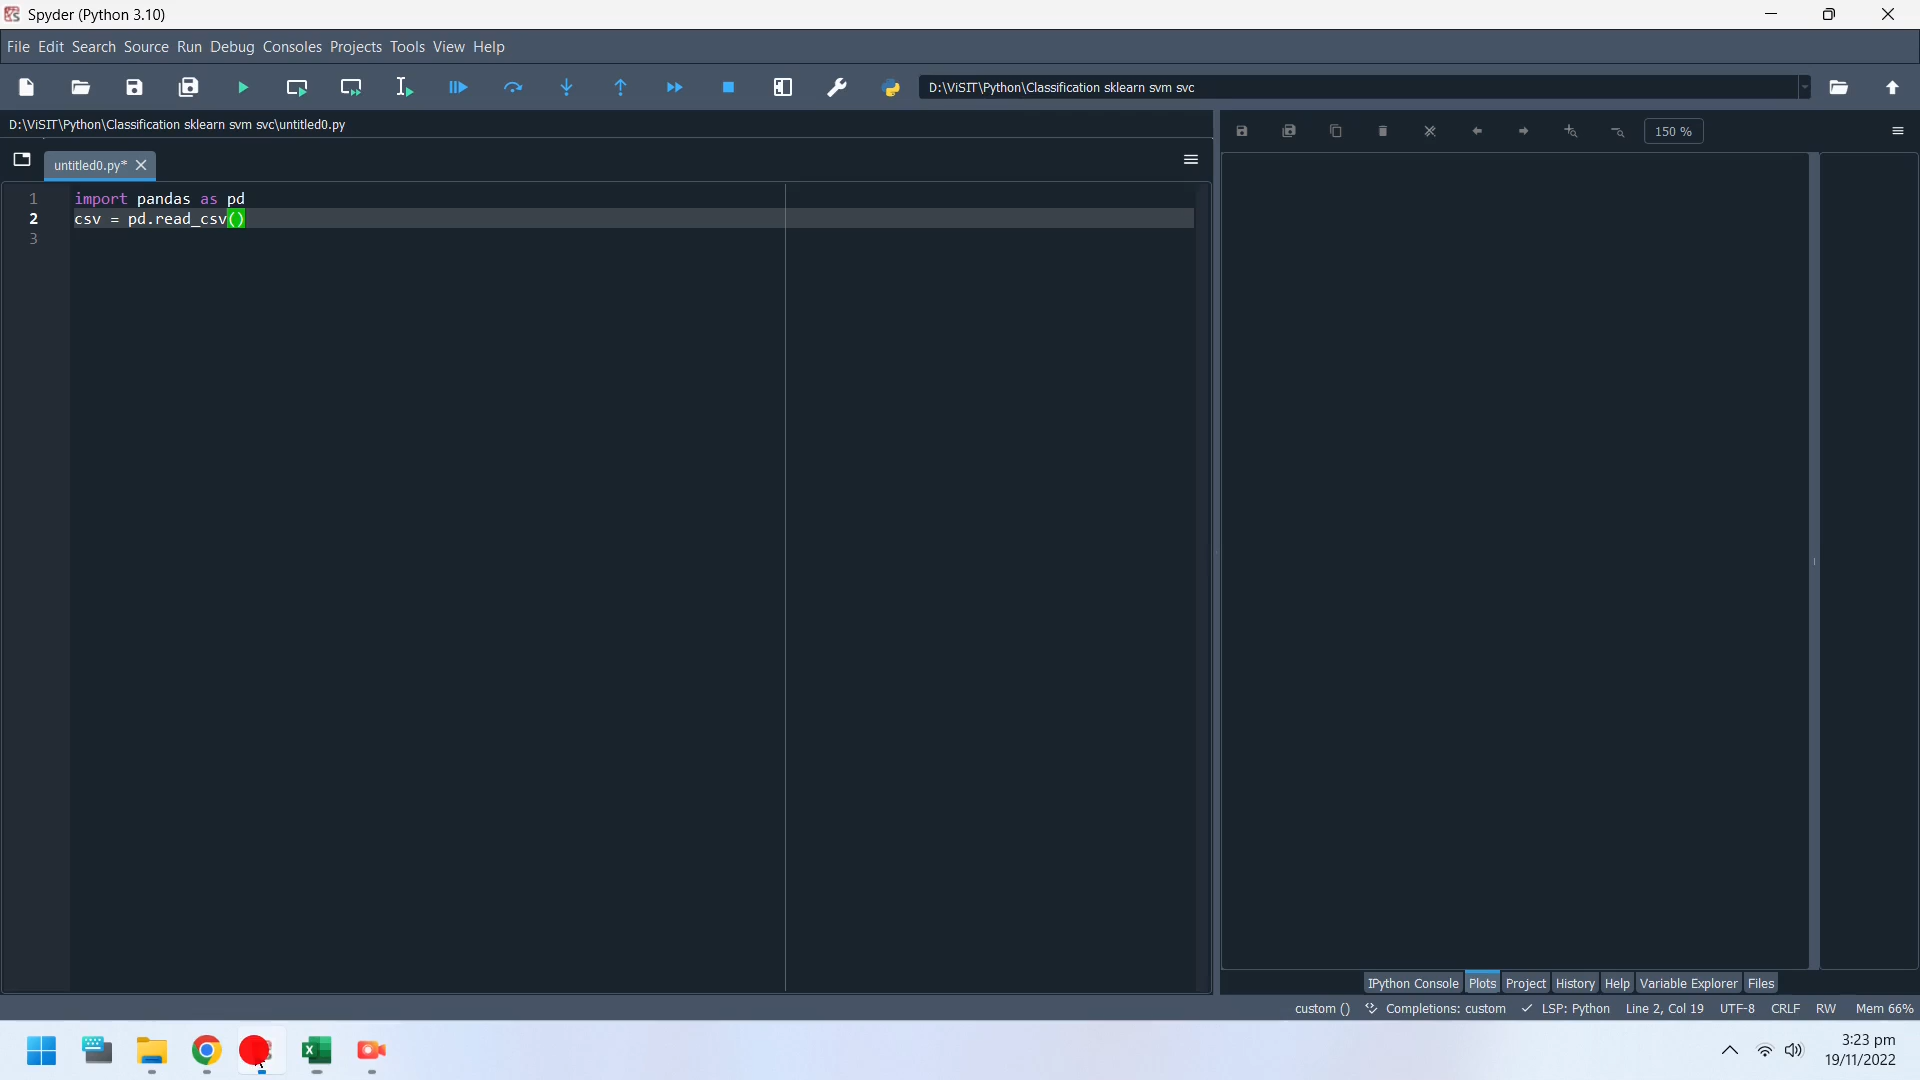 Spyder (Python 3.10)
File Edit Search Source Run Debug Consoles Projects Tools View Help
D:\ViSIT\Python\Classification sklearn svm svc
D:\ViSIT\Python\Classification sklearn svm svc\untitled0.py
150 %
untitled0.py*
1 import pandas as pd
2 csv = pd.read_csv()
3
IPython Console Plots Project History Help Variable Explorer Files
custom () Completions: custom LSP: Python Line 2, Col 19 UTF-8 CRLF RW Mem 66%
3:23 pm
19/11/2022